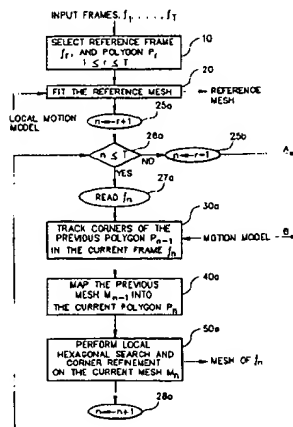 INPUT FRAMES, f1,...,fT
10
SELECT REFERENCE FRAME
fr, AND POLYGON Pr
1 ≤ r ≤ T
20
FIT THE REFERENCE MESH
REFERENCE
MESH
25a
LOCAL MOTION
MODEL
n←r+1
26a
25b
n ≤ T
NO
n←r-1
A
YES
27a
READ fn
30a
TRACK CORNERS OF
THE PREVIOUS POLYGON Pn-1
IN THE CURRENT FRAME fn
MOTION MODEL
B
40a
MAP THE PREVIOUS
MESH Mn-1 INTO
THE CURRENT POLYGON Pn
50a
PERFORM LOCAL
HEXAGONAL SEARCH AND
CORNER REFINEMENT
ON THE CURRENT MESH Mn
MESH OF fn
n←n+1
28a